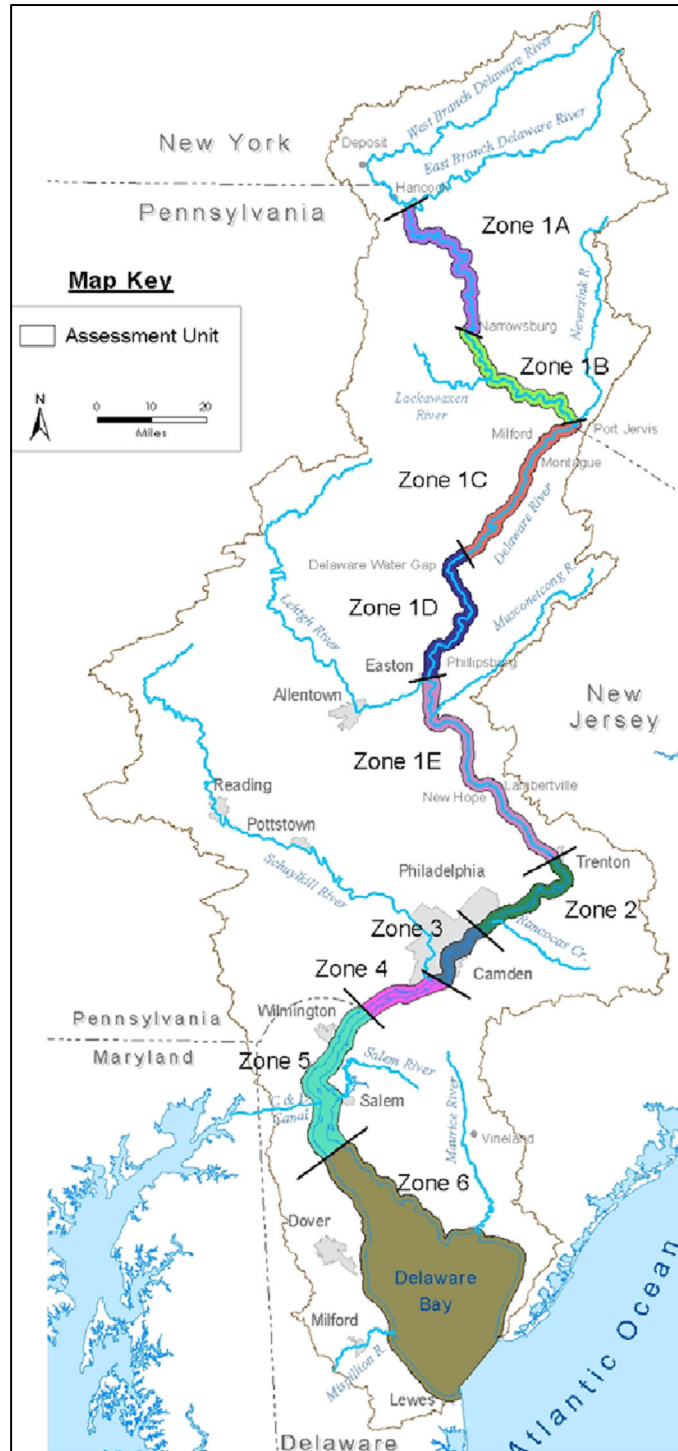 West Branch Delaware River
New York
Deposit
East Branch Delaware River
Hancock
Pennsylvania
Zone 1A
Map Key
Neversink R.
Assessment Unit
Narrowsburg
Zone 1B
N
0 10 20
Miles
Lackawaxen
River
Milford
Port Jervis
Montague
Zone 1C
Delaware River
Delaware Water Gap
Musconetcong R.
Zone 1D
Lehigh River
Easton
Phillipsburg
Allentown
New
Jersey
Zone 1E
Reading
Lambertville
New Hope
Pottstown
Schuylkill River
Philadelphia
Trenton
Zone 2
Zone 3
Rancocas Cr.
Zone 4
Camden
Pennsylvania
Wilmington
Maryland
Zone 5
Salem River
C & D
Canal
Salem
Maurice River
Vineland
Zone 6
Dover
Delaware
Bay
Milford
Mispillion R.
Lewes
Atlantic Ocean
Delaware